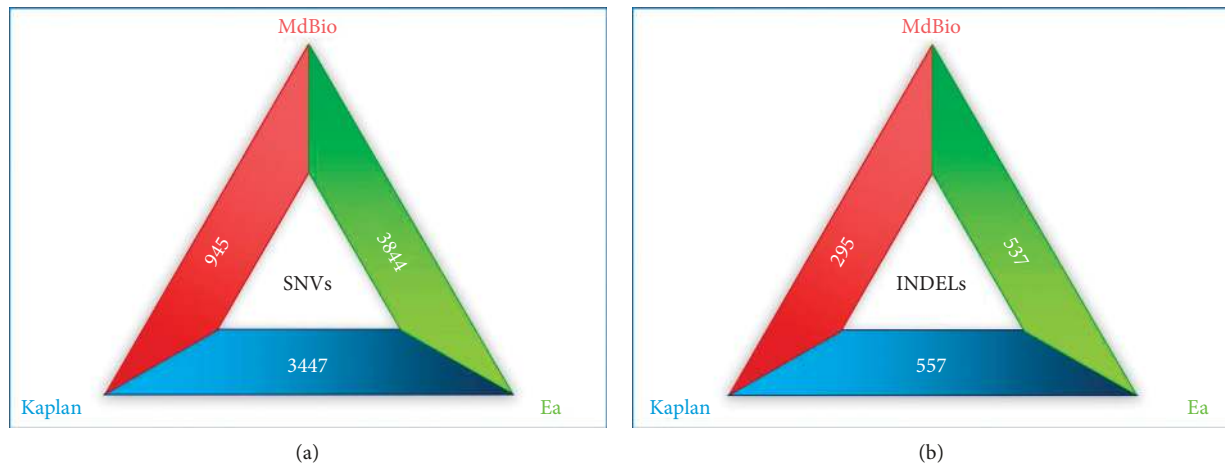 MdBio
945
3844
SNVs
3447
Kaplan
Ea
(a)
MdBio
295
537
INDELs
557
Kaplan
Ea
(b)